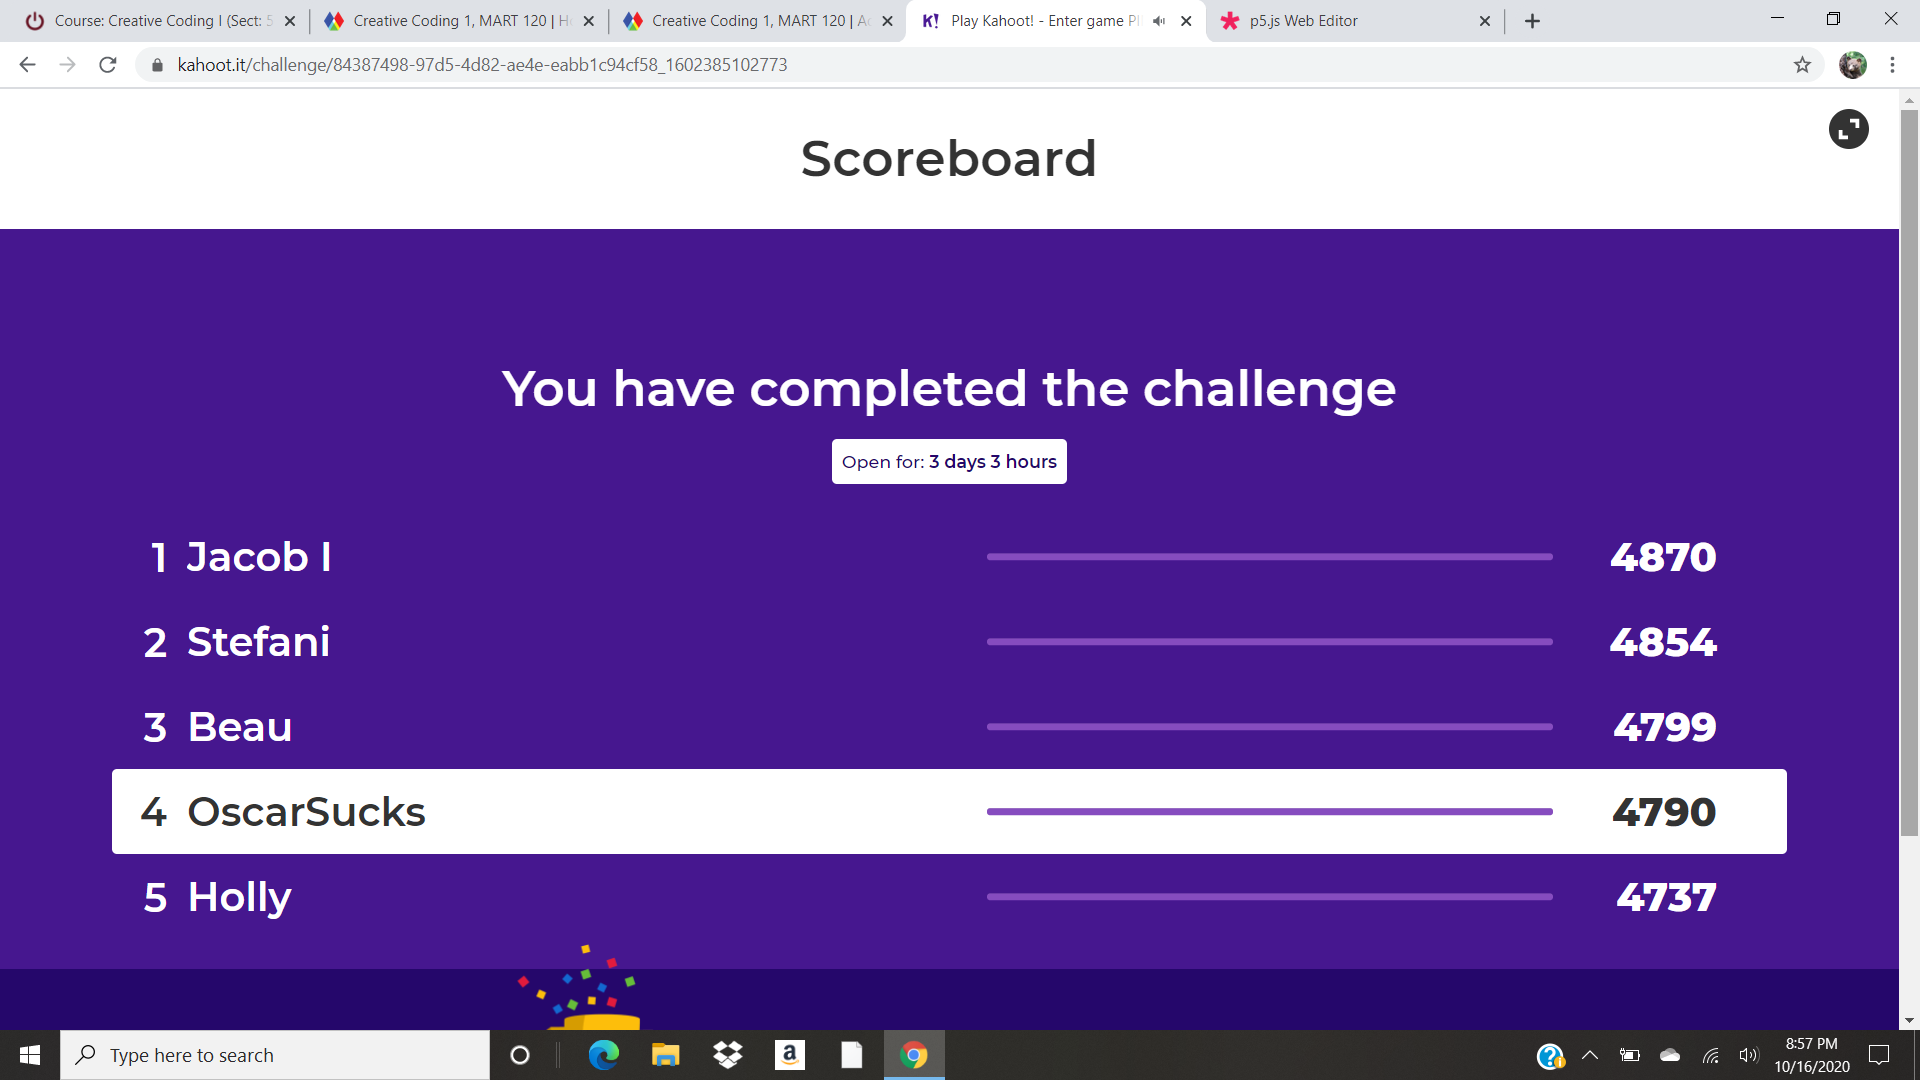 Course: Creative Coding I (Sect: 5
Creative Coding 1, MART 120 | H
Creative Coding 1, MART 120 | A
K! Play Kahoot! - Enter game P
p5.js Web Editor
kahoot.it/challenge/84387498-97d5-4d82-ae4e-eabb1c94cf58_1602385102773
Scoreboard
You have completed the challenge
Open for: 3 days 3 hours
1 Jacob I 4870
2 Stefani 4854
3 Beau 4799
4 OscarSucks 4790
5 Holly 4737
Type here to search
a
8:57 PM
10/16/2020